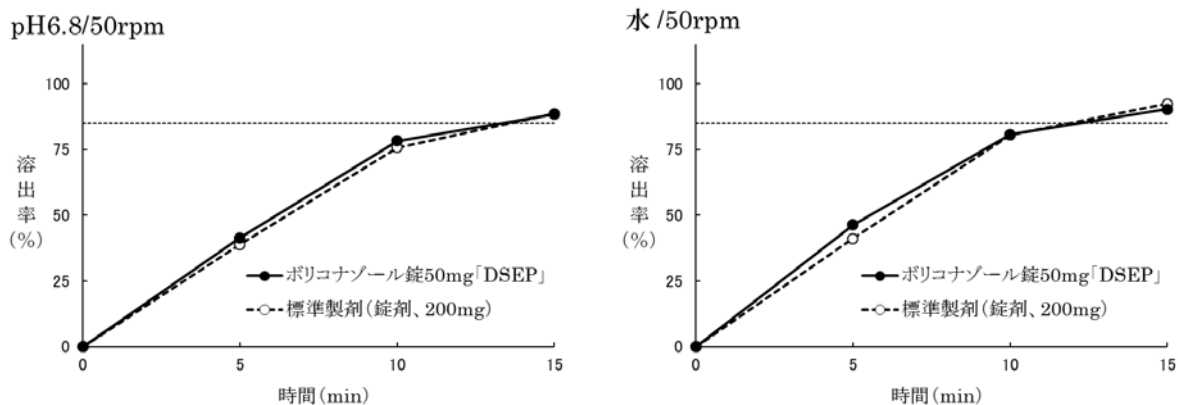 pH6.8/50rpm
100
75
50
25
0
溶出率(%)
0 5 10 15
時間(min)
ボリコナゾール錠50mg「DSEP」
標準製剤(錠剤、200mg)
水/50rpm
100
75
50
25
0
溶出率(%)
0 5 10 15
時間(min)
ボリコナゾール錠50mg「DSEP」
標準製剤(錠剤、200mg)